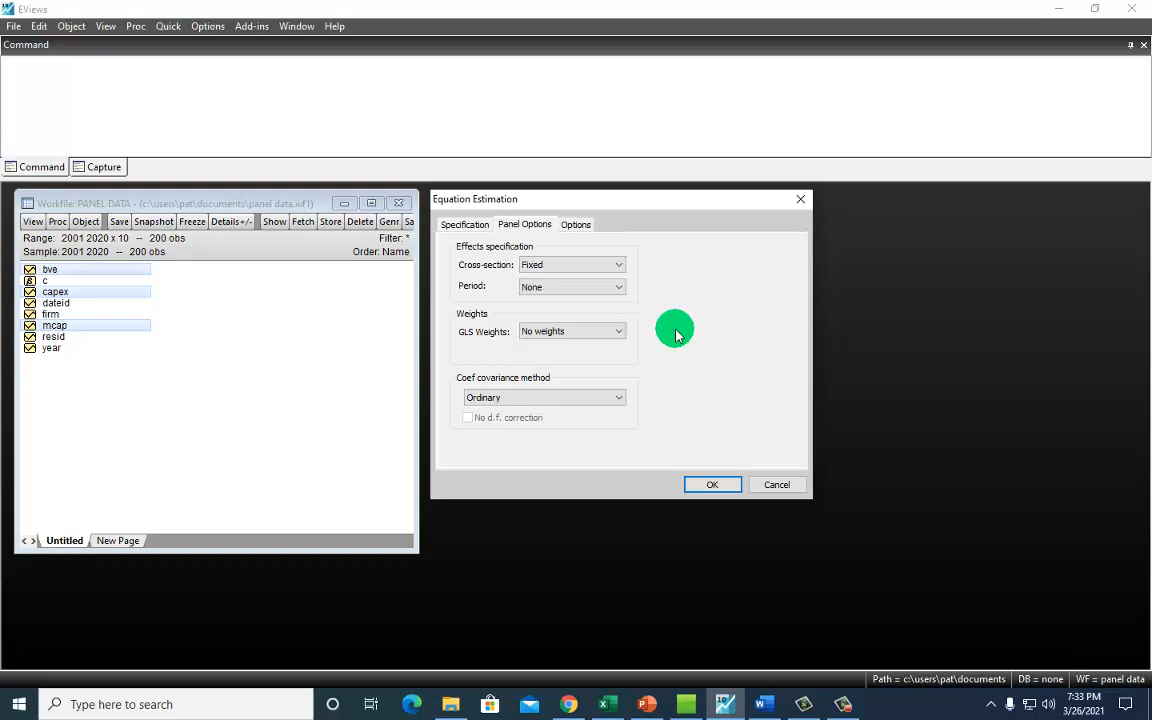 EViews
File Edit Object View Proc Quick Options Add-ins Window Help
Command
Command Capture
Workfile: PANEL DATA - (c:\users\pat\documents\panel data.wf1)
View Proc Object Save Snapshot Freeze Details+/- Show Fetch Store Delete Genr Sa
Range: 2001 2020 x 10 -- 200 obs Filter: *
Sample: 2001 2020 -- 200 obs Order: Name
bve
c
capex
dateid
firm
mcap
resid
year
Untitled New Page
Equation Estimation
Specification Panel Options Options
Effects specification
Cross-section: Fixed
Period: None
Weights
GLS Weights: No weights
Coef covariance method
Ordinary
No d.f. correction
OK Cancel
Path = c:\users\pat\documents DB = none WF = panel data
Type here to search
7:33 PM
3/26/2021